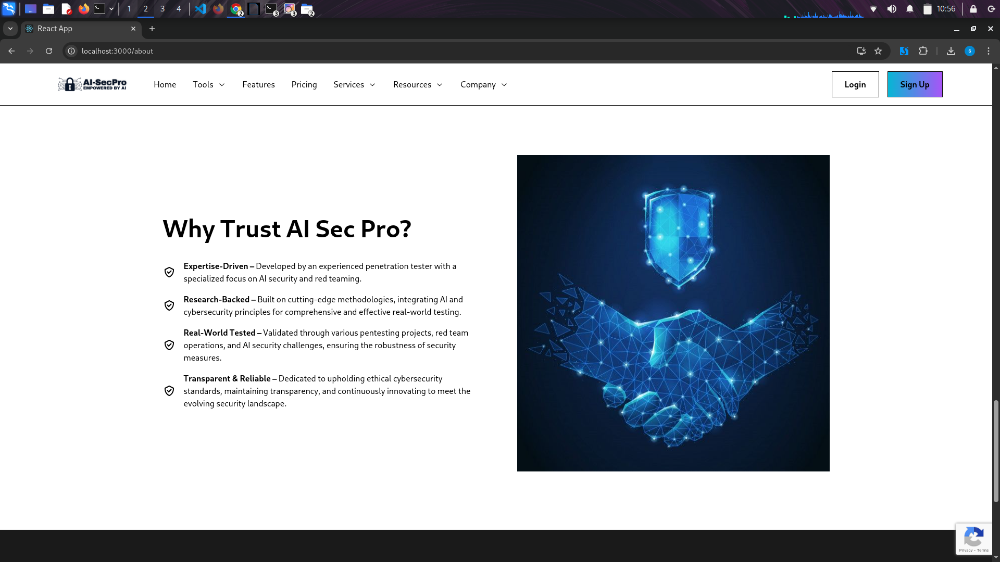 1 2 3 4 2 3 3 2 10:56
React App
localhost:3000/about S
AI-SecPro
EMPOWERED BY AI
Home Tools Features Pricing Services Resources Company Login Sign Up
Why Trust AI Sec Pro?
Expertise-Driven – Developed by an experienced penetration tester with a
specialized focus on AI security and red teaming.
Research-Backed – Built on cutting-edge methodologies, integrating AI and
cybersecurity principles for comprehensive and effective real-world testing.
Real-World Tested – Validated through various pentesting projects, red team
operations, and AI security challenges, ensuring the robustness of security
measures.
Transparent & Reliable – Dedicated to upholding ethical cybersecurity
standards, maintaining transparency, and continuously innovating to meet the
evolving security landscape.
Privacy - Terms